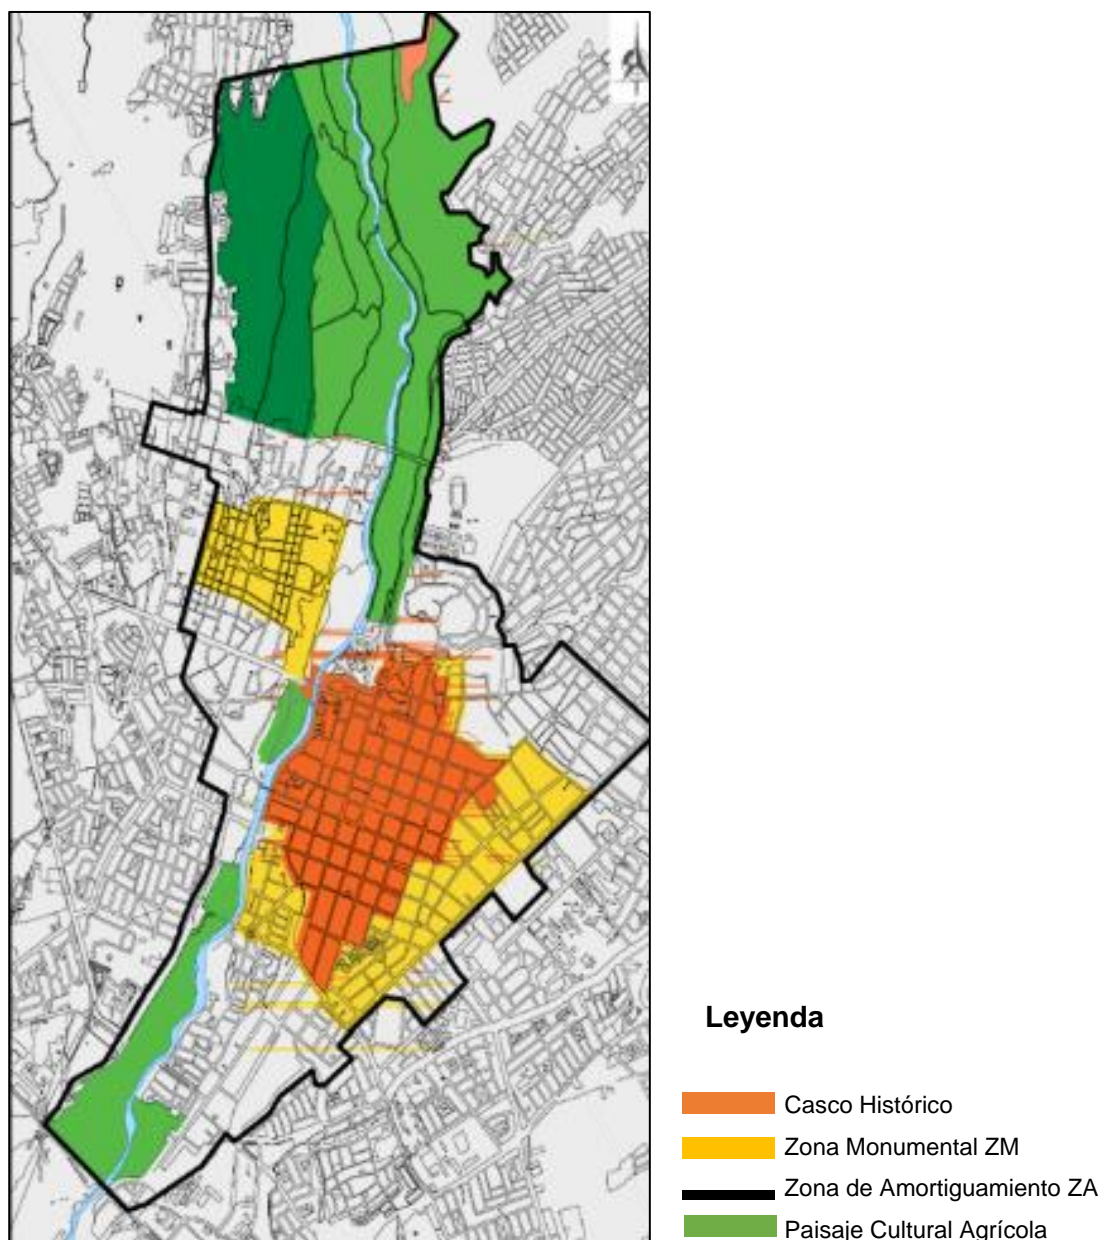 Leyenda
Casco Histórico
Zona Monumental ZM
Zona de Amortiguamiento ZA
Paisaje Cultural Agrícola